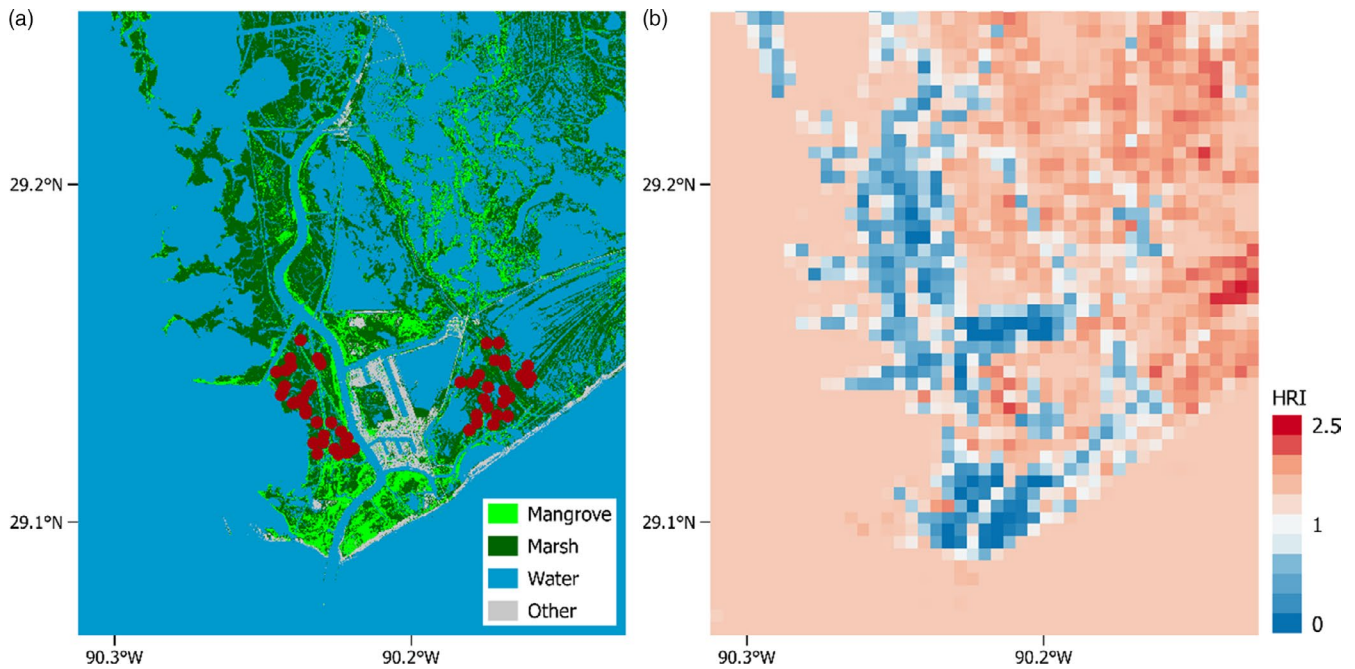 (a)
29.2°N
29.1°N
90.3°W
90.2°W
Mangrove
Marsh
Water
Other
(b)
29.2°N
29.1°N
90.3°W
90.2°W
HRI
2.5
1
0